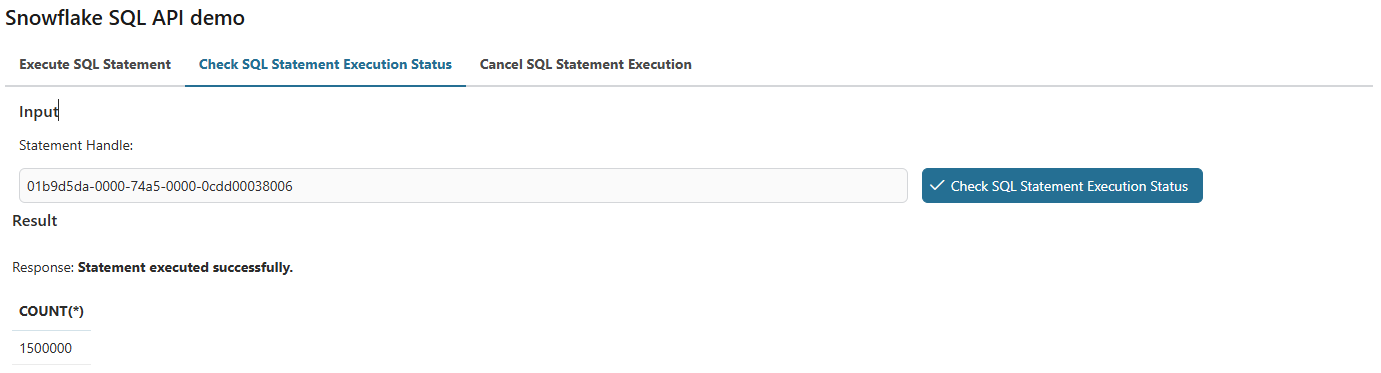 Snowflake SQL API demo
Execute SQL Statement Check SQL Statement Execution Status Cancel SQL Statement Execution
Input
Statement Handle:
01b9d5da-0000-74a5-0000-0cdd00038006 Check SQL Statement Execution Status
Result
Response: Statement executed successfully.
COUNT(*)
1500000